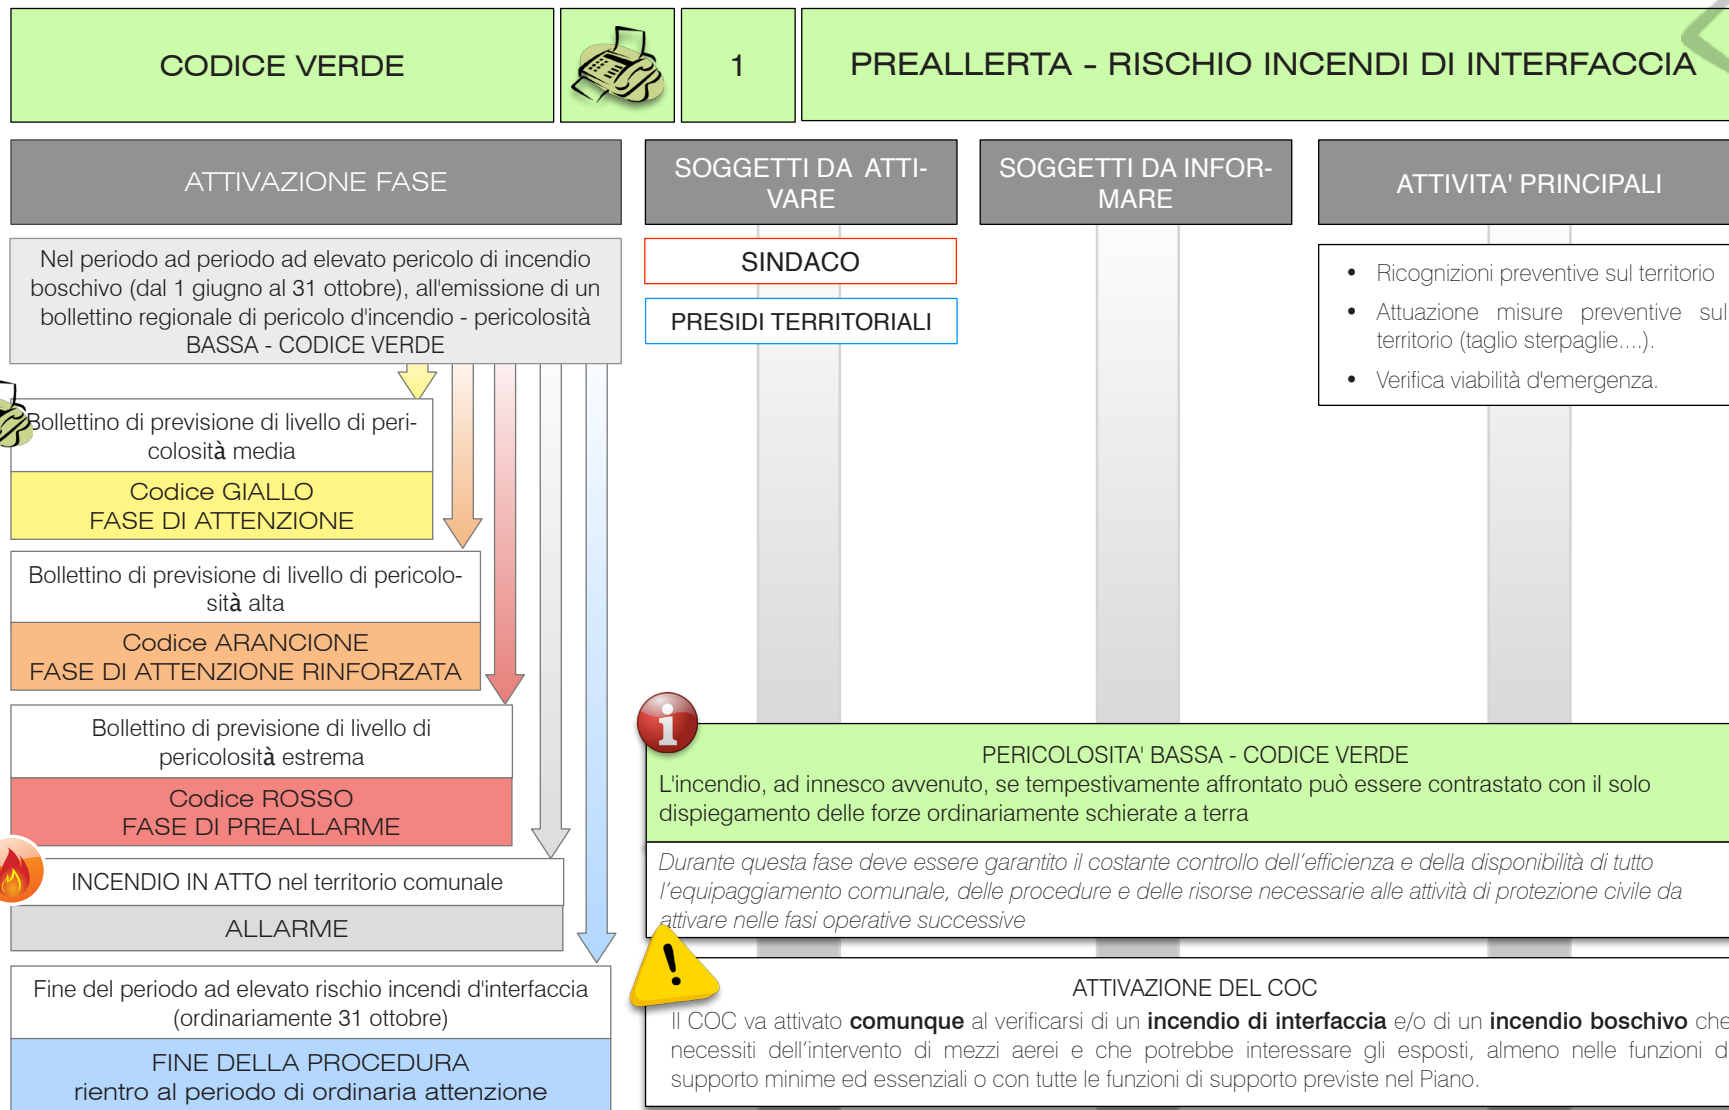 CODICE VERDE
1
PREALLERTA - RISCHIO INCENDI DI INTERFACCIA
ATTIVAZIONE FASE
SOGGETTI DA ATTI-
VARE
SOGGETTI DA INFOR-
MARE
ATTIVITA' PRINCIPALI
Nel periodo ad periodo ad elevato pericolo di incendio
boschivo (dal 1 giugno al 31 ottobre), all'emissione di un
bollettino regionale di pericolo d'incendio - pericolosità
BASSA - CODICE VERDE
SINDACO
PRESIDI TERRITORIALI
• Ricognizioni preventive sul territorio
• Attuazione misure preventive sul
territorio (taglio sterpaglie....).
• Verifica viabilità d'emergenza.
Bollettino di previsione di livello di peri-
colosità media
Codice GIALLO
FASE DI ATTENZIONE
Bollettino di previsione di livello di pericolo-
sità alta
Codice ARANCIONE
FASE DI ATTENZIONE RINFORZATA
Bollettino di previsione di livello di
pericolosità estrema
Codice ROSSO
FASE DI PREALLARME
INCENDIO IN ATTO nel territorio comunale
ALLARME
Fine del periodo ad elevato rischio incendi d'interfaccia
(ordinariamente 31 ottobre)
FINE DELLA PROCEDURA
rientro al periodo di ordinaria attenzione
PERICOLOSITA' BASSA - CODICE VERDE
L'incendio, ad innesco avvenuto, se tempestivamente affrontato può essere contrastato con il solo
dispiegamento delle forze ordinariamente schierate a terra
Durante questa fase deve essere garantito il costante controllo dell'efficienza e della disponibilità di tutto
l'equipaggiamento comunale, delle procedure e delle risorse necessarie alle attività di protezione civile da
attivare nelle fasi operative successive
ATTIVAZIONE DEL COC
Il COC va attivato comunque al verificarsi di un incendio di interfaccia e/o di un incendio boschivo che
necessiti dell'intervento di mezzi aerei e che potrebbe interessare gli esposti, almeno nelle funzioni d
supporto minime ed essenziali o con tutte le funzioni di supporto previste nel Piano.